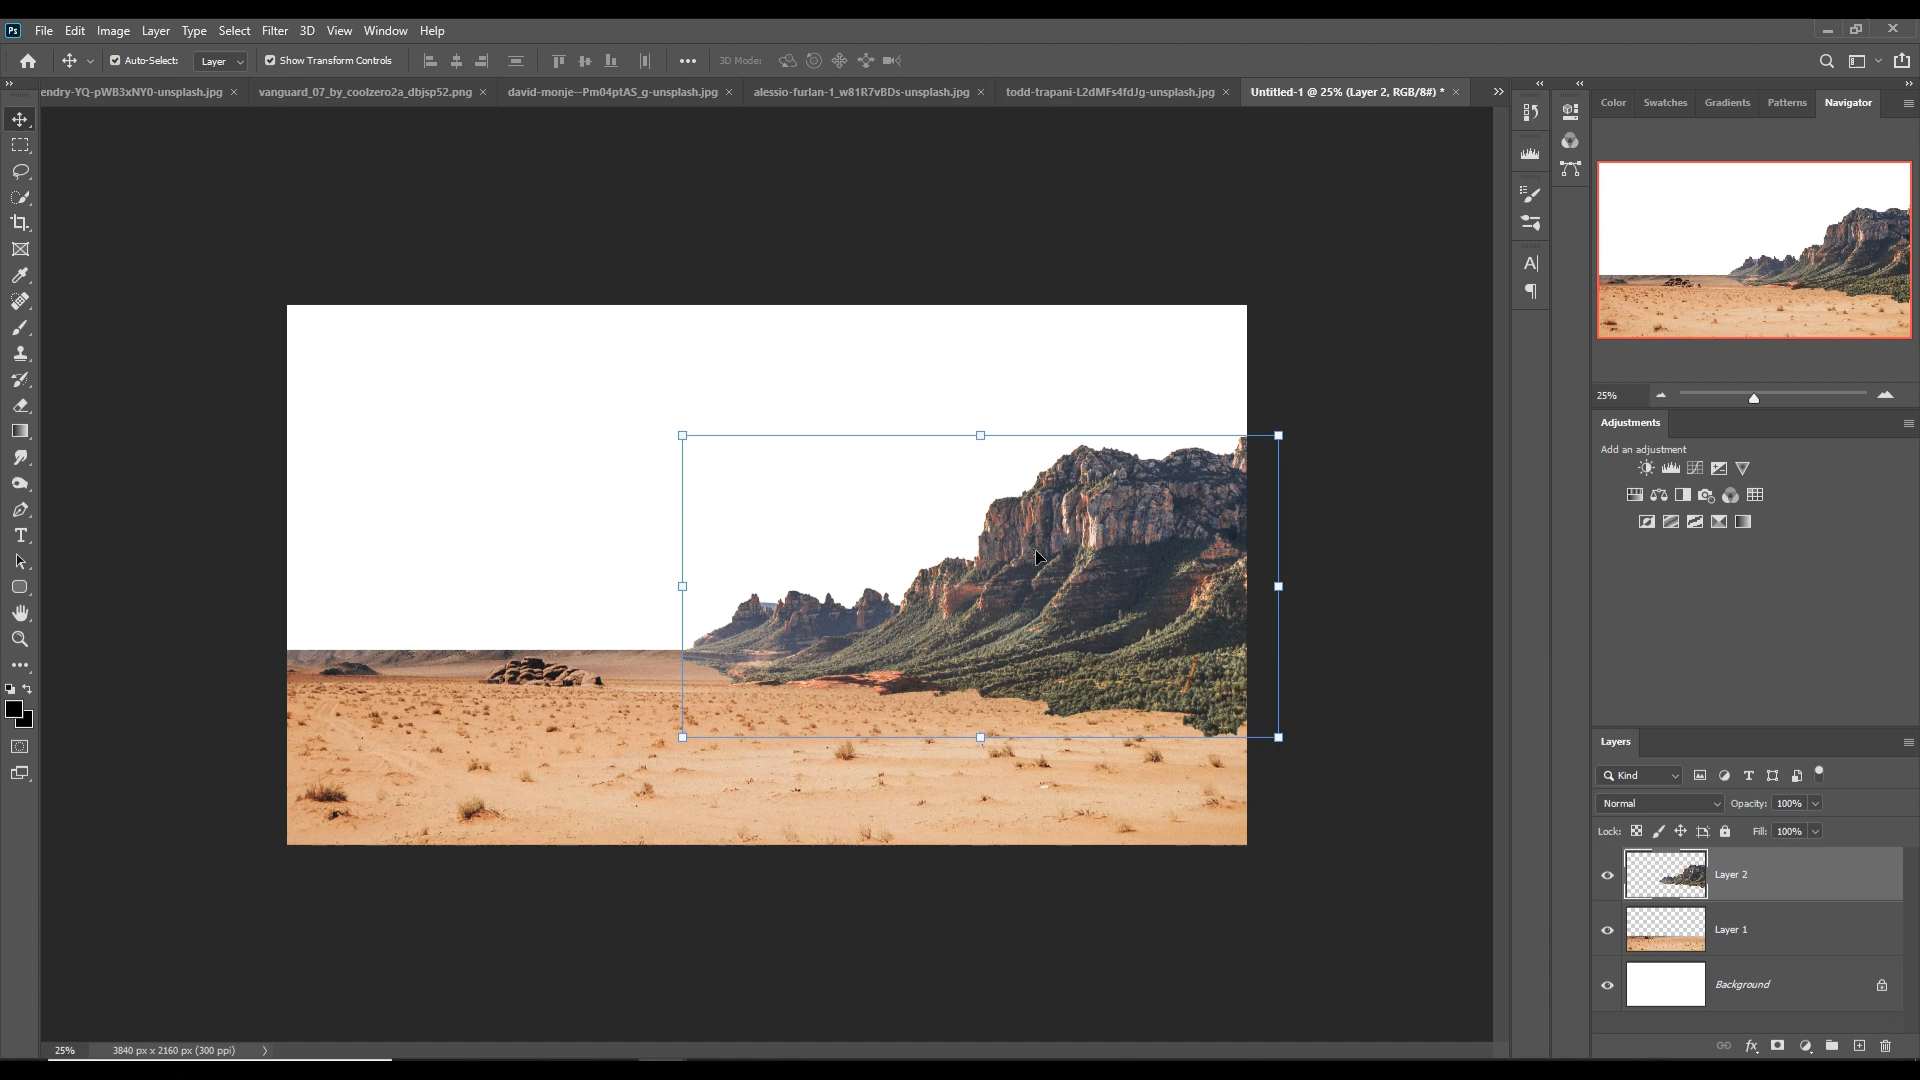 Ps File Edit Image Layer Type Select Filter 3D View Window Help
Auto-Select: Layer Show Transform Controls 3D Mode:
endry-YQ-pWB3xNY0-unsplash.jpg vanguard_07_by_coolzero2a_dbjsp52.png david-monje--Pm04ptAS_g-unsplash.jpg alessio-furlan-1_w81R7vBDs-unsplash.jpg todd-trapani-L2dMFs4fdJg-unsplash.jpg Untitled-1 @ 25% (Layer 2, RGB/8#) *
Color Swatches Gradients Patterns Navigator
25%
Adjustments
Add an adjustment
Layers
Kind
Normal Opacity: 100%
Lock: Fill: 100%
Layer 2
Layer 1
Background
25% 3840 px x 2160 px (300 ppi)